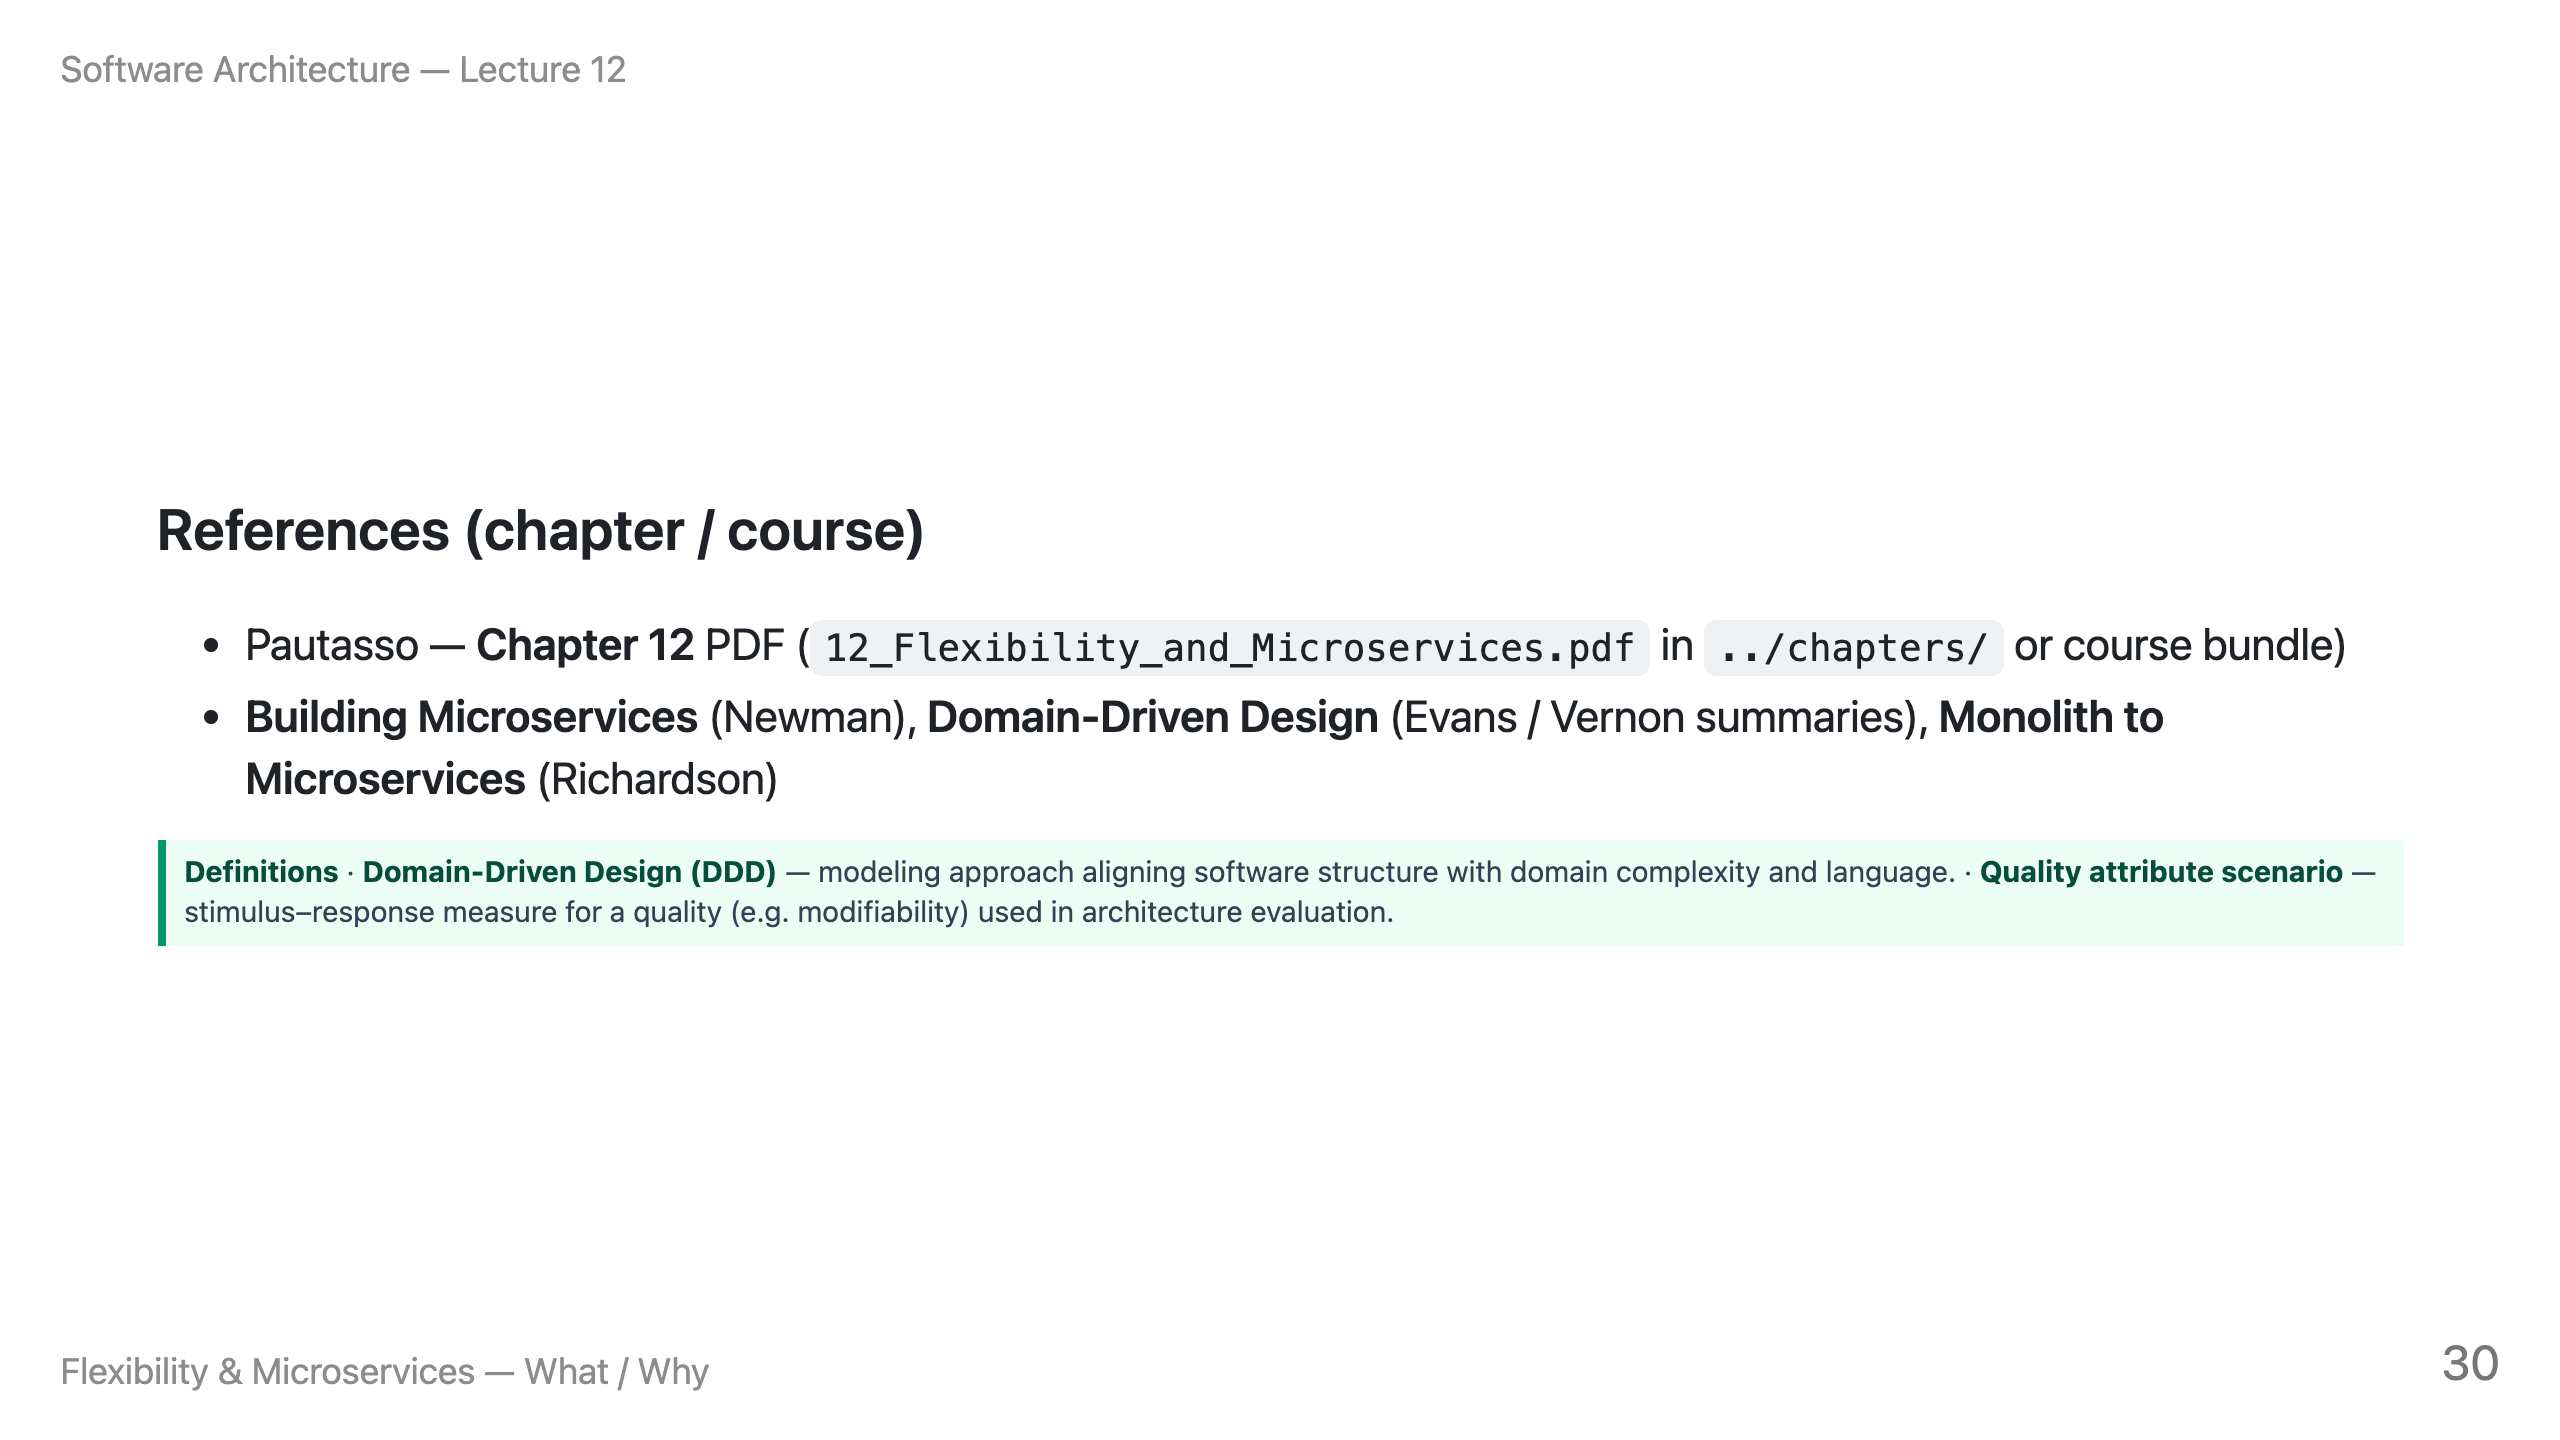 Software Architecture — Lecture 12
References (chapter / course)
• Pautasso — Chapter 12 PDF ( 12_Flexibility_and_Microservices.pdf in ../chapters/ or course bundle)
• Building Microservices (Newman), Domain-Driven Design (Evans / Vernon summaries), Monolith to
Microservices (Richardson)
Definitions · Domain-Driven Design (DDD) — modeling approach aligning software structure with domain complexity and language. · Quality attribute scenario —
stimulus–response measure for a quality (e.g. modifiability) used in architecture evaluation.
Flexibility & Microservices — What / Why
30